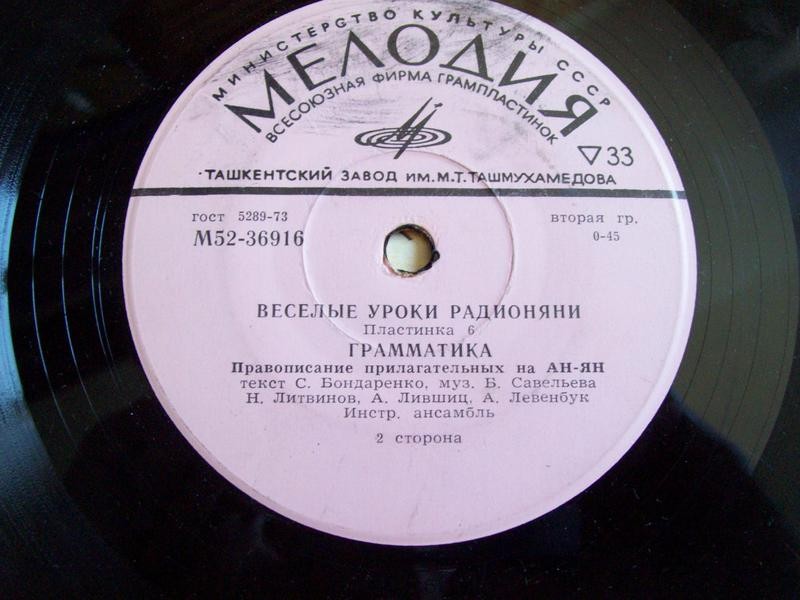 МИНИСТЕРСТВО КУЛЬТУРЫ СССР
МЕЛОДИЯ
ВСЕСОЮЗНАЯ ФИРМА ГРАМПЛАСТИНОК
▽33
·ТАШКЕНТСКИЙ ЗАВОД ИМ. М.Т.ТАШМУХАМЕДОВА
гост 5289-73
вторая гр.
М52-36916
0-45
ВЕСЕЛЫЕ УРОКИ РАДИОНЯНИ
Пластинка 6
ГРАММАТИКА
Правописание прилагательных на АН-ЯН
текст С. Бондаренко, муз. Б. Савельева
Н. Литвинов, А. Лившиц, А. Левенбук
Инстр. ансамбль
2 сторона